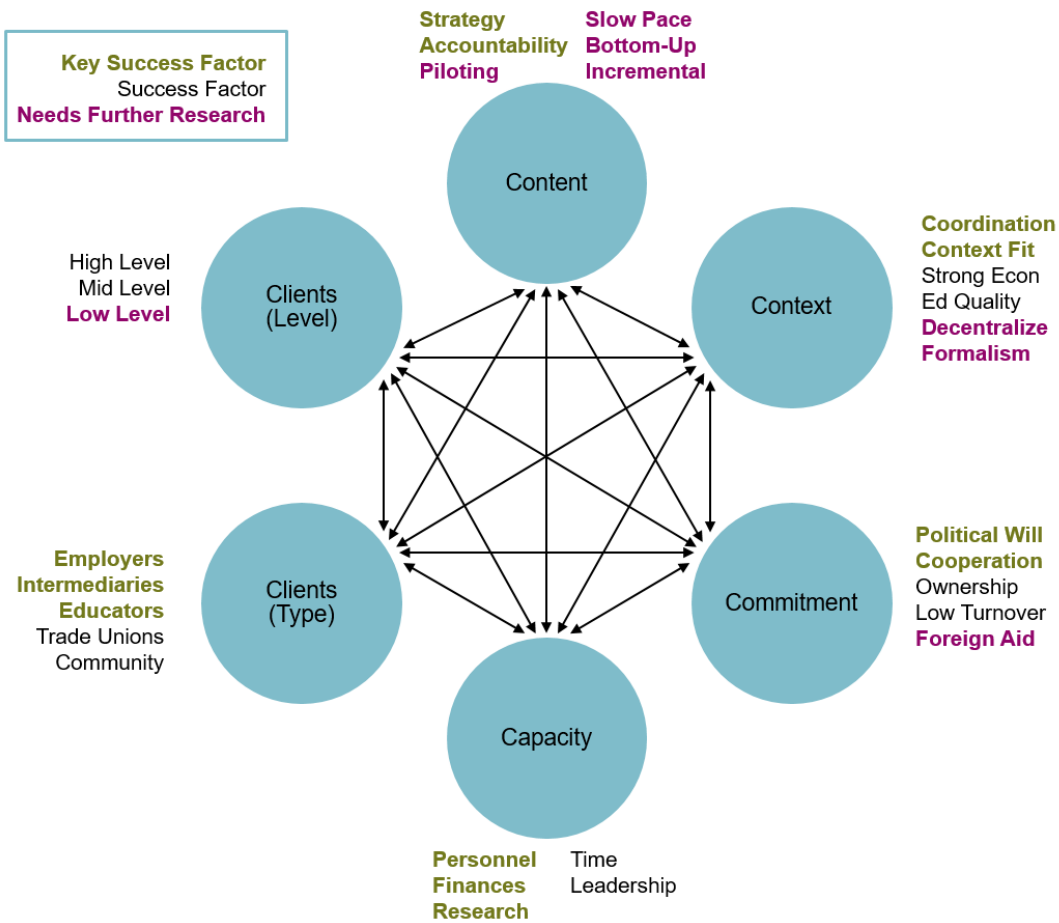 Key Success Factor
Success Factor
Needs Further Research
Strategy
Accountability
Piloting
Slow Pace
Bottom-Up
Incremental
Content
High Level
Mid Level
Low Level
Clients
(Level)
Context
Coordination
Context Fit
Strong Econ
Ed Quality
Decentralize
Formalism
Employers
Intermediaries
Educators
Trade Unions
Community
Clients
(Type)
Commitment
Political Will
Cooperation
Ownership
Low Turnover
Foreign Aid
Capacity
Personnel
Finances
Research
Time
Leadership